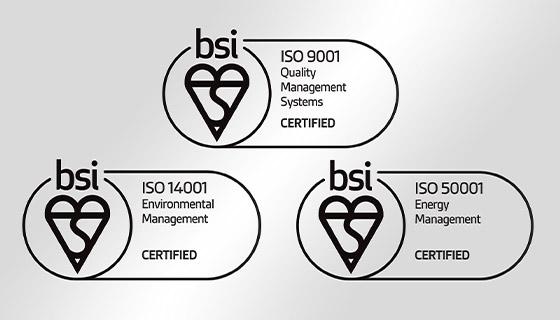 bsi
ISO 9001
Quality
Management
Systems
CERTIFIED
bsi
ISO 14001
Environmental
Management
CERTIFIED
bsi
ISO 50001
Energy
Management
CERTIFIED